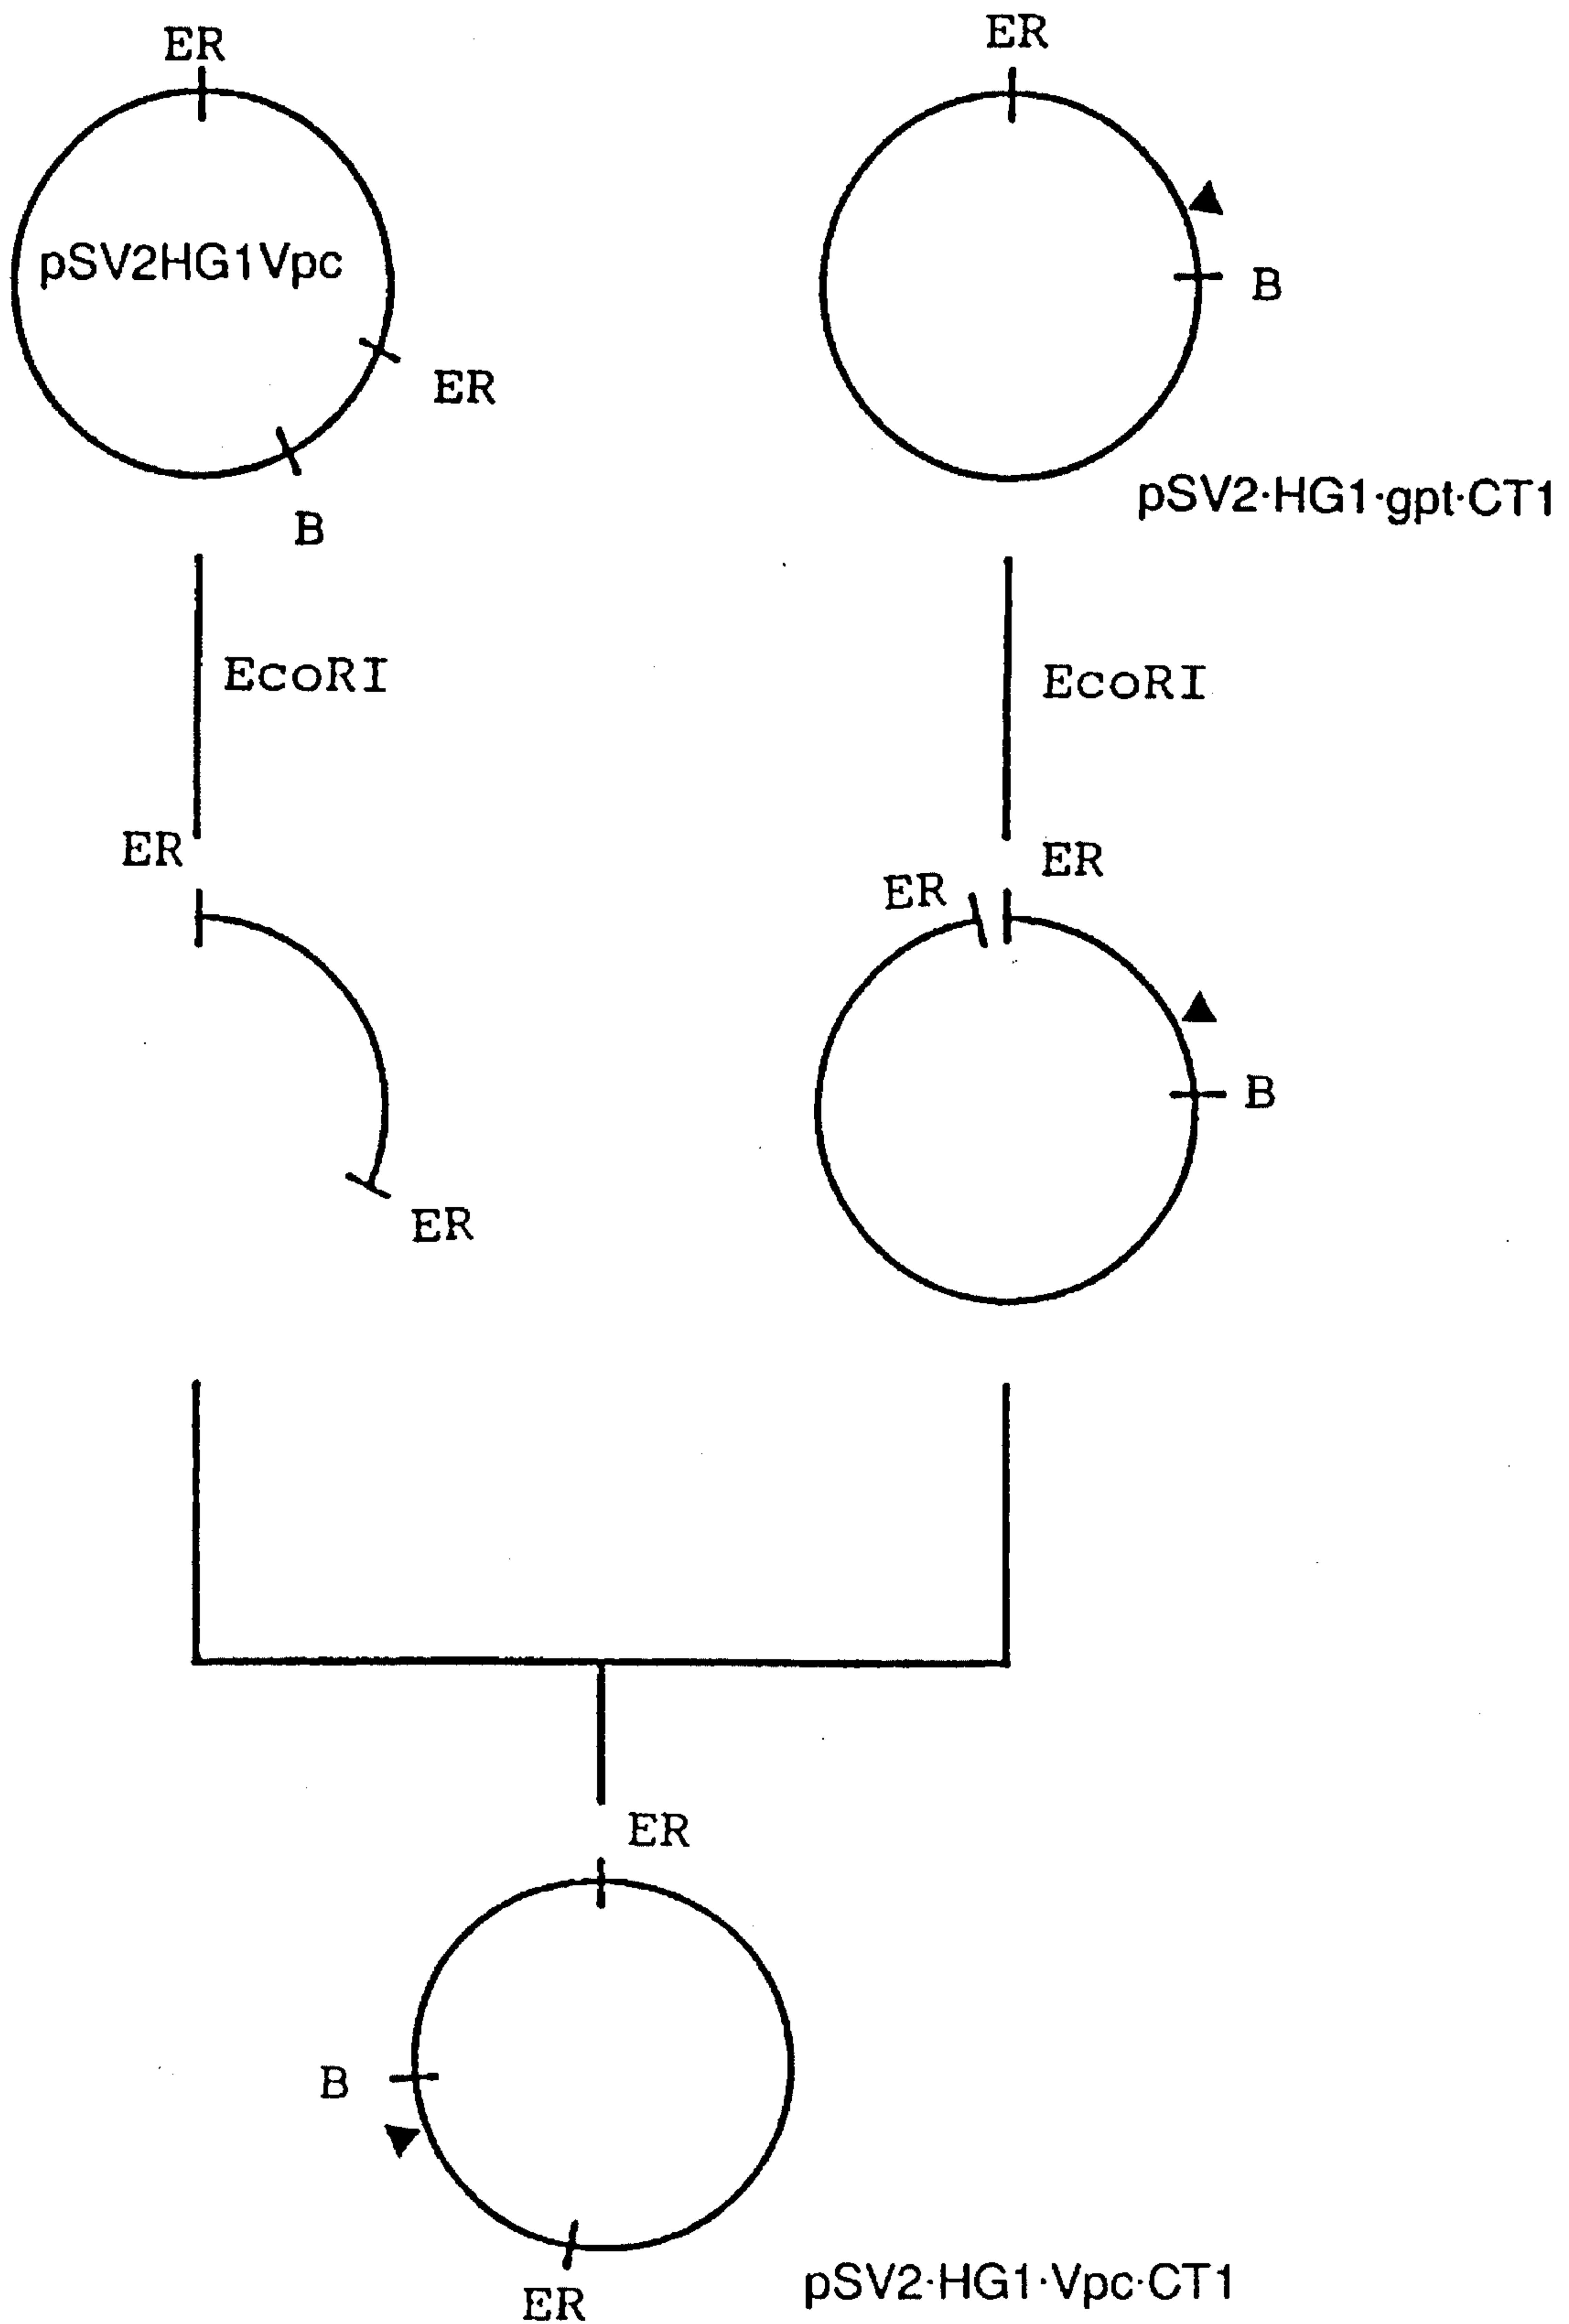 ER
ER
pSV2HG1Vpc
B
ER
pSV2·HG1·gpt·CT1
B
EcoRI
EcoRI
ER
ER
ER
B
ER
ER
B
pSV2·HG1·Vpc·CT1
ER